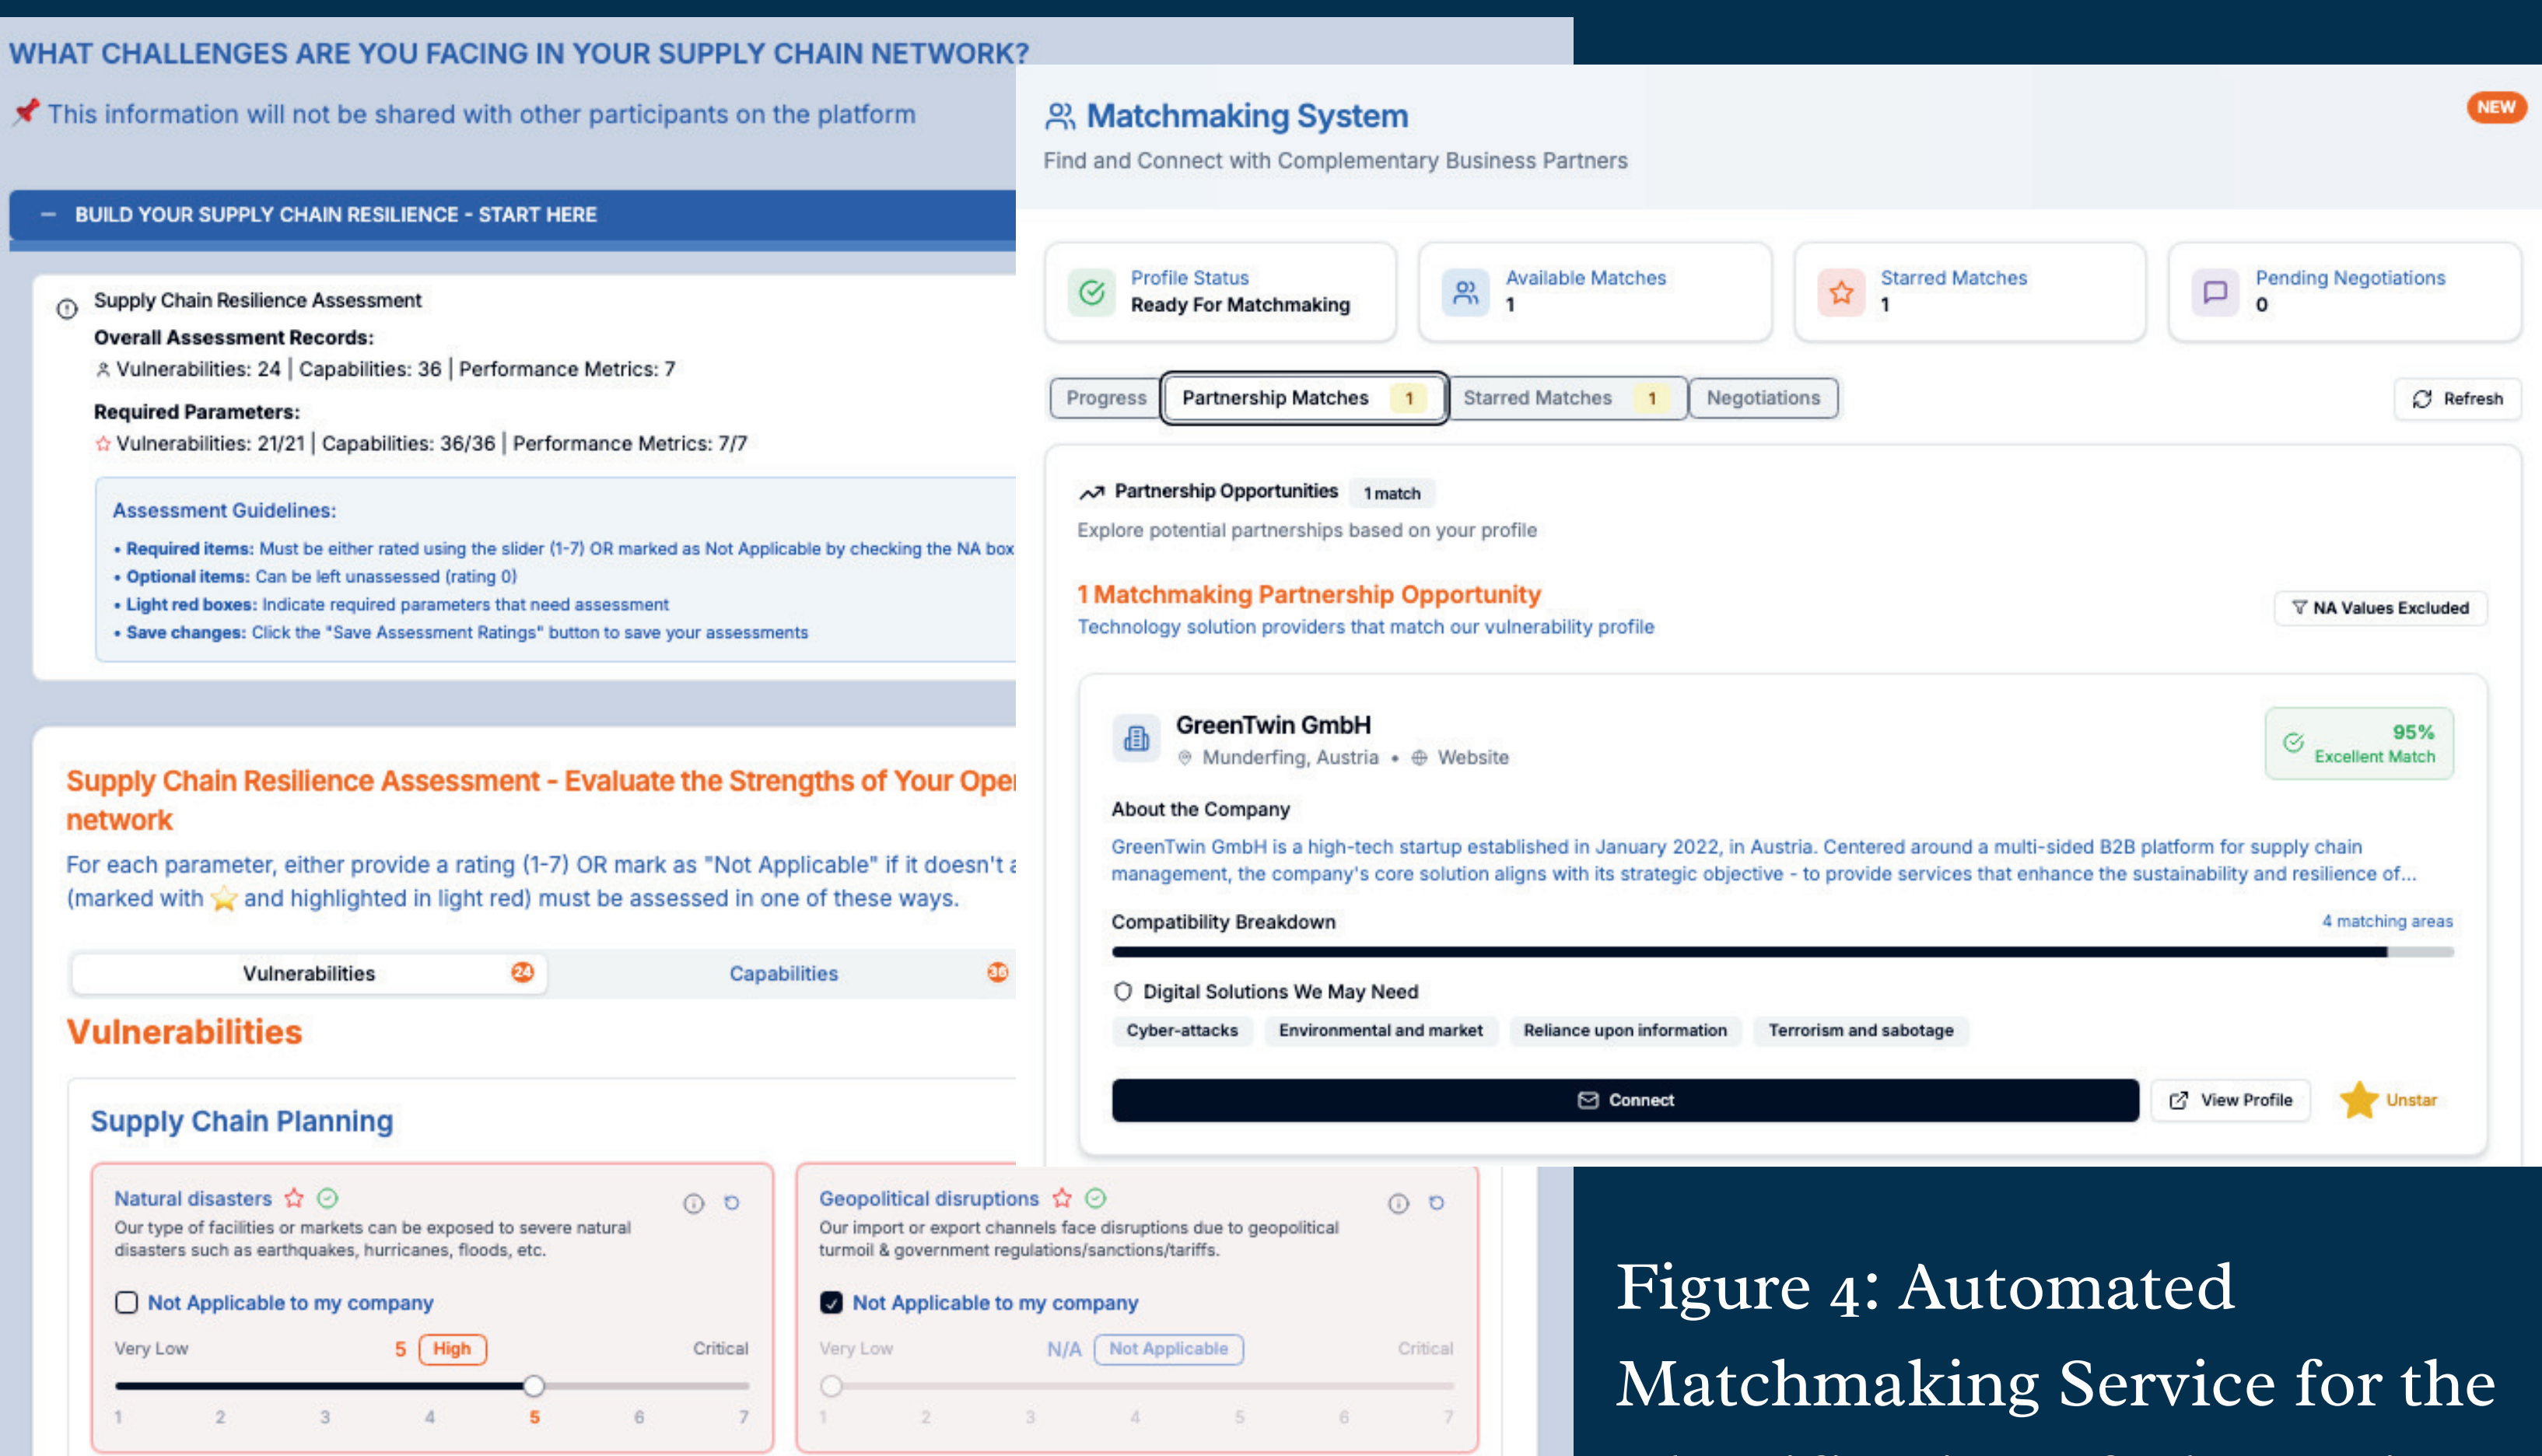 WHAT CHALLENGES ARE YOU FACING IN YOUR SUPPLY CHAIN NETWORK?
This information will not be shared with other participants on the platform
BUILD YOUR SUPPLY CHAIN RESILIENCE - START HERE
Supply Chain Resilience Assessment
Overall Assessment Records:
Vulnerabilities: 24 | Capabilities: 36 | Performance Metrics: 7
Required Parameters:
Vulnerabilities: 21/21 | Capabilities: 36/36 | Performance Metrics: 7/7
Assessment Guidelines:
• Required items: Must be either rated using the slider (1-7) OR marked as Not Applicable by checking the NA box
• Optional items: Can be left unassessed (rating 0)
• Light red boxes: Indicate required parameters that need assessment
• Save changes: Click the "Save Assessment Ratings" button to save your assessments
Supply Chain Resilience Assessment - Evaluate the Strengths of Your
network
For each parameter, either provide a rating (1-7) OR mark as "Not Applicable" if it doesn't
(marked with ⭐ and highlighted in light red) must be assessed in one of these ways.
Vulnerabilities 24 Capabilities 36
Vulnerabilities
Supply Chain Planning
Natural disasters
Our type of facilities or markets can be exposed to severe natural
disasters such as earthquakes, hurricanes, floods, etc.
Not Applicable to my company
Very Low 5 High Critical
1 2 3 4 5 6 7
Geopolitical disruptions
Our import or export channels face disruptions due to geopolitical
turmoil & government regulations/sanctions/tariffs.
Not Applicable to my company
Very Low N/A Not Applicable Critical
1 2 3 4 5 6 7
Matchmaking System
NEW
Find and Connect with Complementary Business Partners
Profile Status
Ready For Matchmaking
Available Matches
1
Starred Matches
1
Pending Negotiations
0
Progress Partnership Matches 1 Starred Matches 1 Negotiations Refresh
Partnership Opportunities 1 match
Explore potential partnerships based on your profile
1 Matchmaking Partnership Opportunity
Technology solution providers that match our vulnerability profile
NA Values Excluded
GreenTwin GmbH
Munderfing, Austria • Website
95%
Excellent Match
About the Company
GreenTwin GmbH is a high-tech startup established in January 2022, in Austria. Centered around a multi-sided B2B platform for supply chain
management, the company's core solution aligns with its strategic objective - to provide services that enhance the sustainability and resilience of...
Compatibility Breakdown 4 matching areas
Digital Solutions We May Need
Cyber-attacks Environmental and market Reliance upon information Terrorism and sabotage
Connect View Profile Unstar
Figure 4: Automated
Matchmaking Service for the